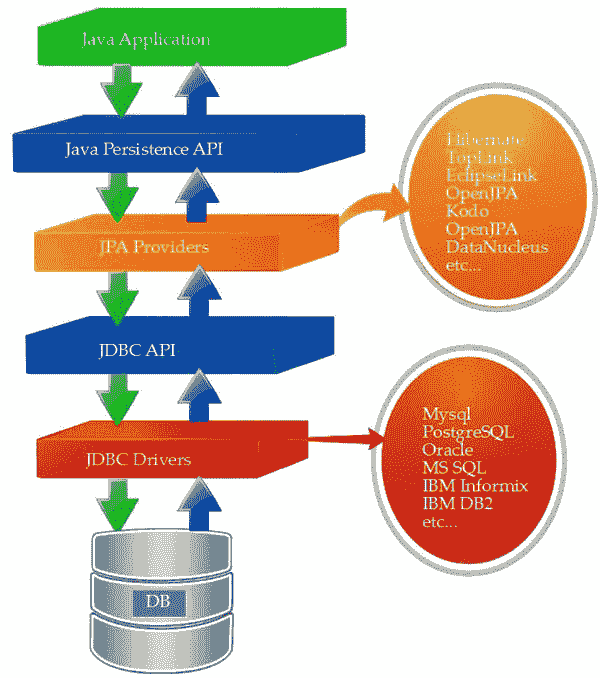 Java Application
Java Persistence API
JPA Providers
Hibernate
TopLink
EclipseLink
OpenJPA
Kodo
OpenJPA
DataNucleus
etc...
JDBC API
JDBC Drivers
Mysql
PostgreSQL
Oracle
MS SQL
IBM Informix
IBM DB2
etc...
DB